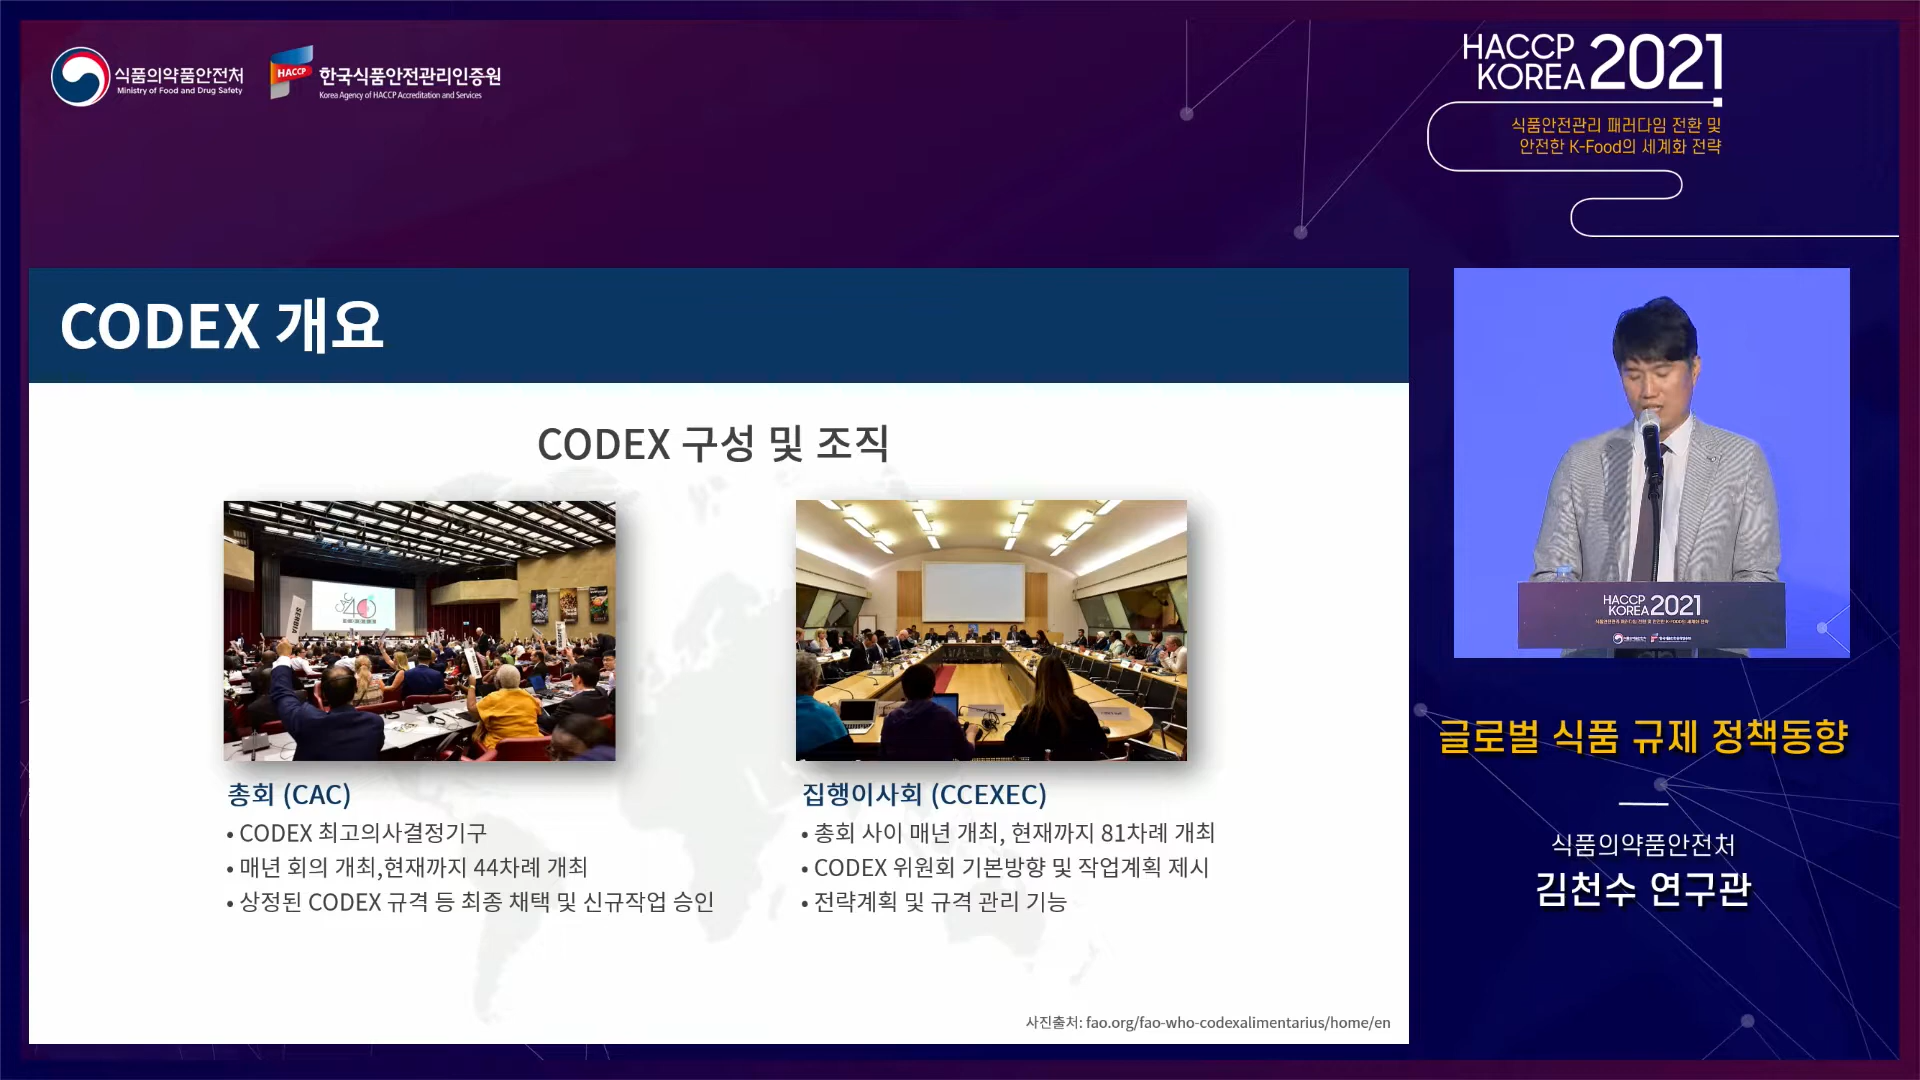 식품의약품안전처
Ministry of Food and Drug Safety
HACCP
한국식품안전관리인증원
Korea Agency of HACCP Accreditation and Services
HACCP
KOREA 2021
식품안전관리 패러다임 전환 및
안전한 K-Food의 세계화 전략
CODEX 개요
CODEX 구성 및 조직
SERBIA
40
총회 (CAC)
• CODEX 최고의사결정기구
• 매년 회의 개최,현재까지 44차례 개최
• 상정된 CODEX 규격 등 최종 채택 및 신규작업 승인
집행이사회 (CCEXEC)
• 총회 사이 매년 개최, 현재까지 81차례 개최
• CODEX 위원회 기본방향 및 작업계획 제시
• 전략계획 및 규격 관리 기능
사진출처: fao.org/fao-who-codexalimentarius/home/en
HACCP
KOREA 2021
글로벌 식품 규제 정책동향
식품의약품안전처
김천수 연구관